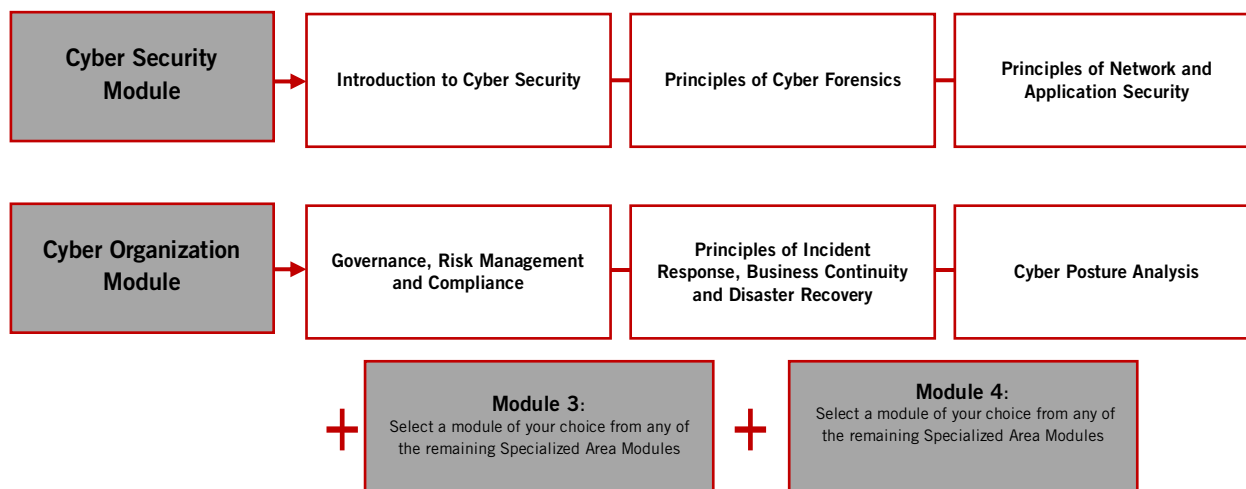 Cyber Security
Module
Introduction to Cyber Security
Principles of Cyber Forensics
Principles of Network and
Application Security
Cyber Organization
Module
Governance, Risk Management
and Compliance
Principles of Incident
Response, Business Continuity
and Disaster Recovery
Cyber Posture Analysis
+
Module 3:
Select a module of your choice from any of
the remaining Specialized Area Modules
+
Module 4:
Select a module of your choice from any of
the remaining Specialized Area Modules